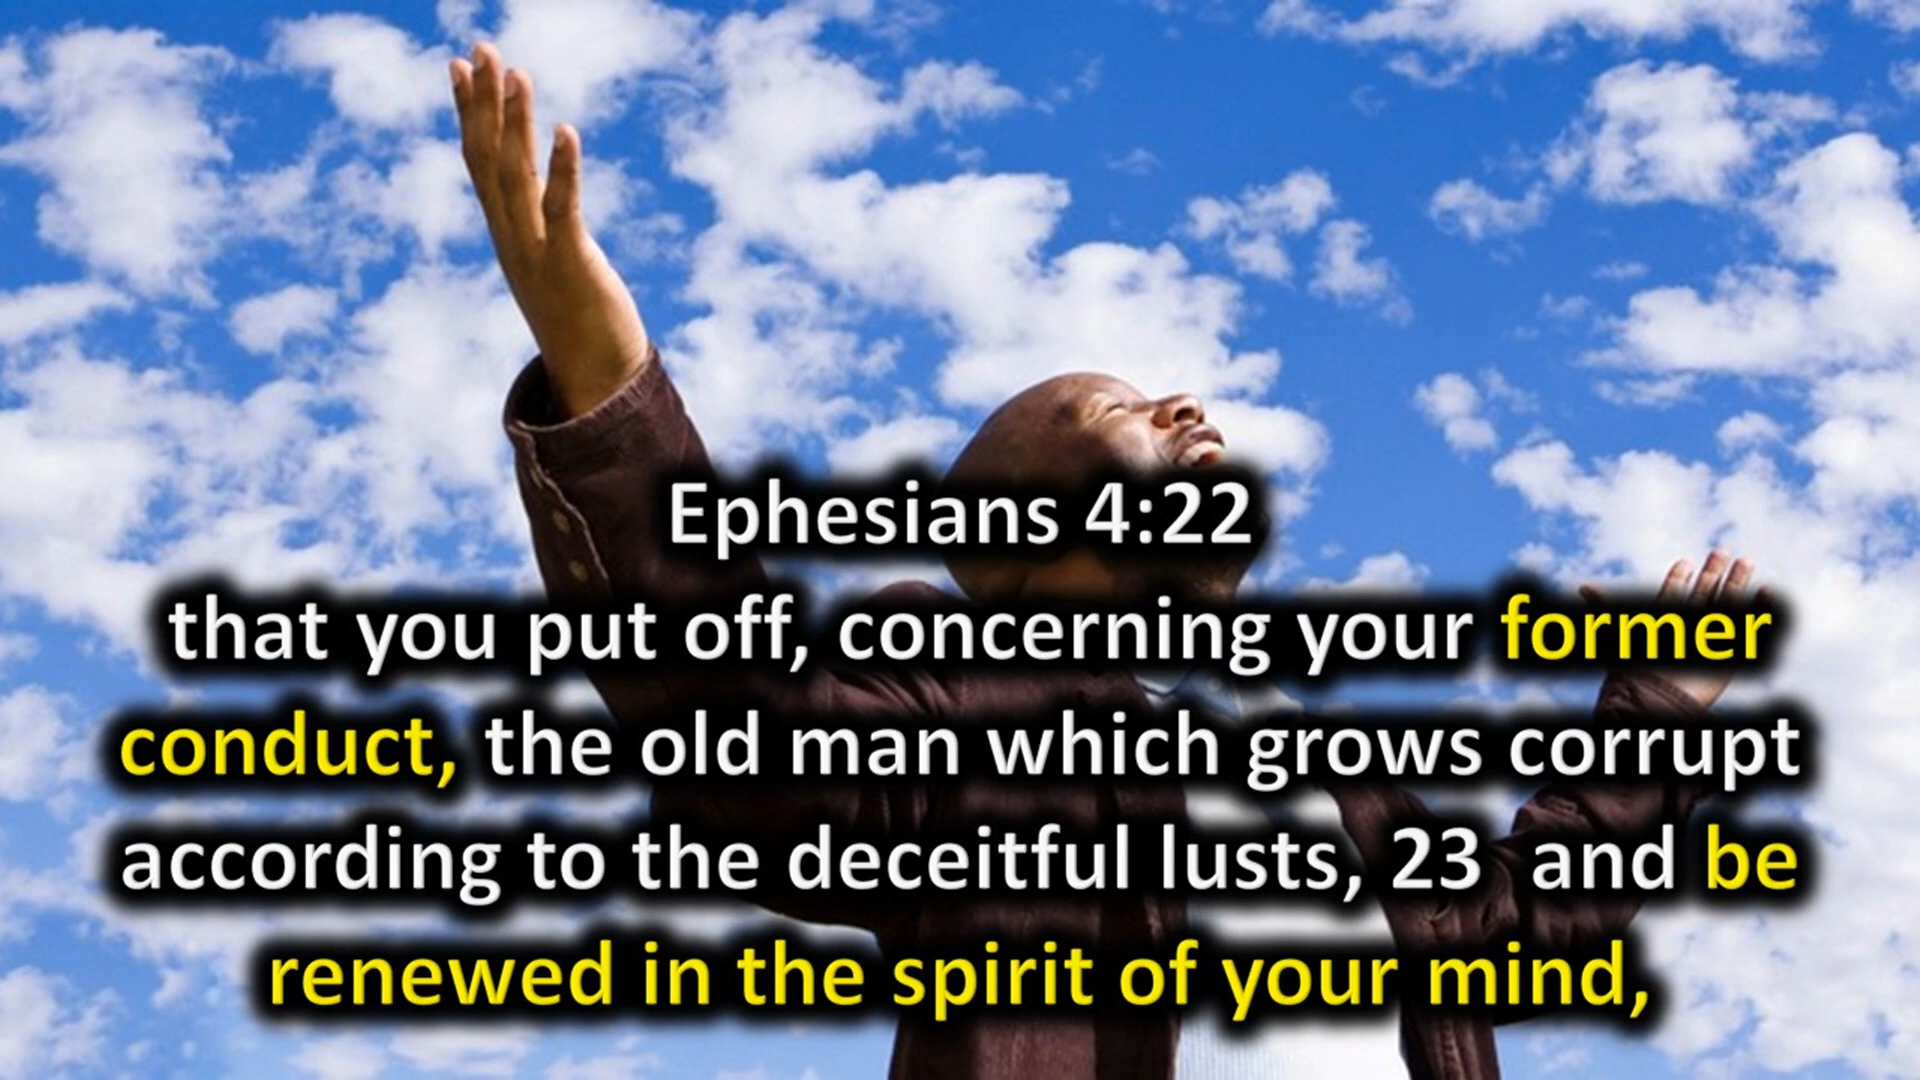 Ephesians 4:22
that you put off, concerning your former
conduct, the old man which grows corrupt
according to the deceitful lusts, 23  and be
renewed in the spirit of your mind,